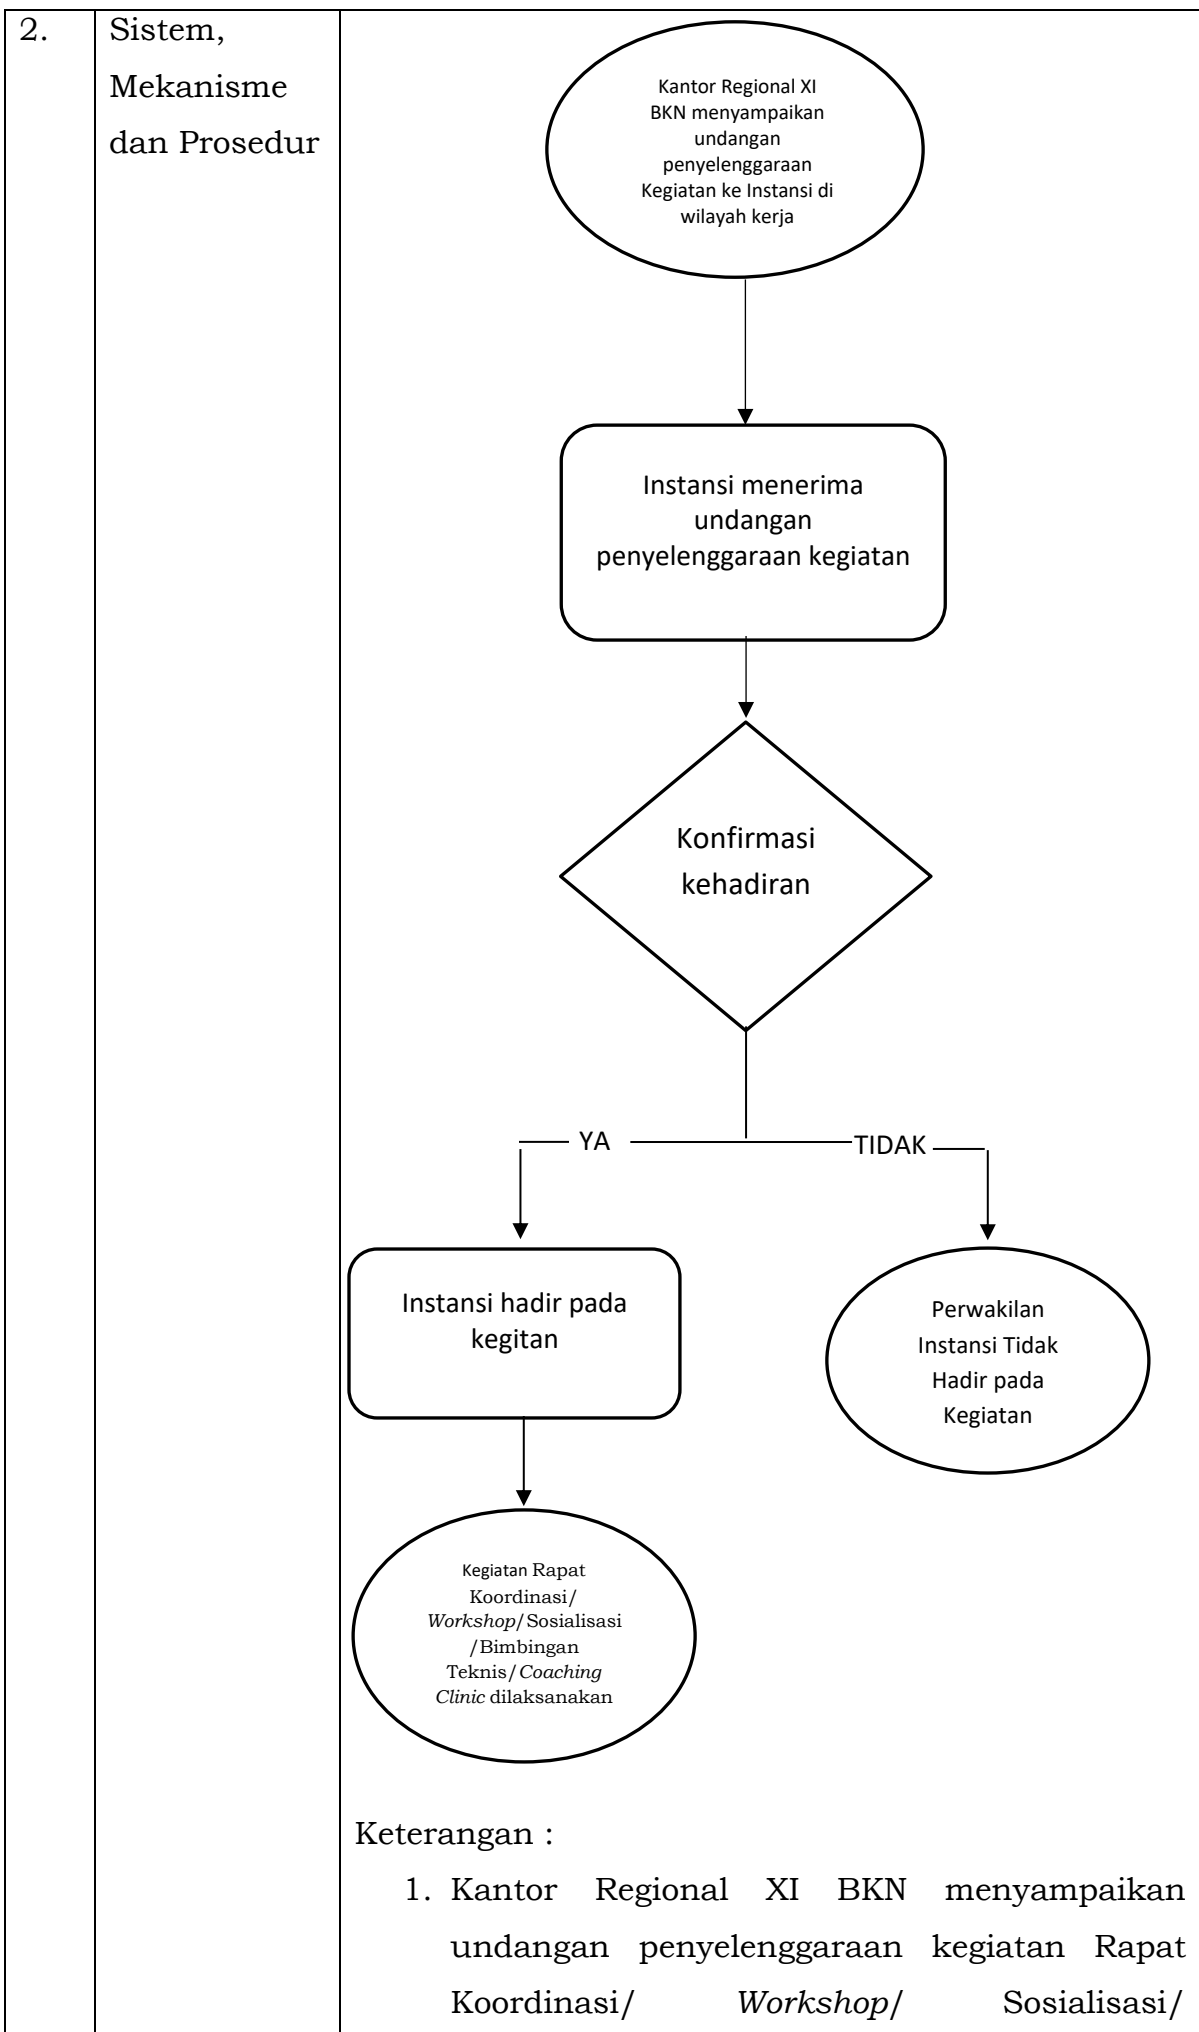 2.
Sistem,
Mekanisme
dan Prosedur
Kantor Regional XI
BKN menyampaikan
undangan
penyelenggaraan
Kegiatan ke Instansi di
wilayah kerja
Instansi menerima
undangan
penyelenggaraan kegiatan
Konfirmasi
kehadiran
YA
TIDAK
Instansi hadir pada
kegitan
Perwakilan
Instansi Tidak
Hadir pada
Kegiatan
Kegiatan Rapat
Koordinasi/
Workshop/Sosialisasi
/Bimbingan
Teknis/Coaching
Clinic dilaksanakan
Keterangan :
1. Kantor Regional XI BKN menyampaikan
undangan penyelenggaraan kegiatan Rapat
Koordinasi/ Workshop/ Sosialisasi/